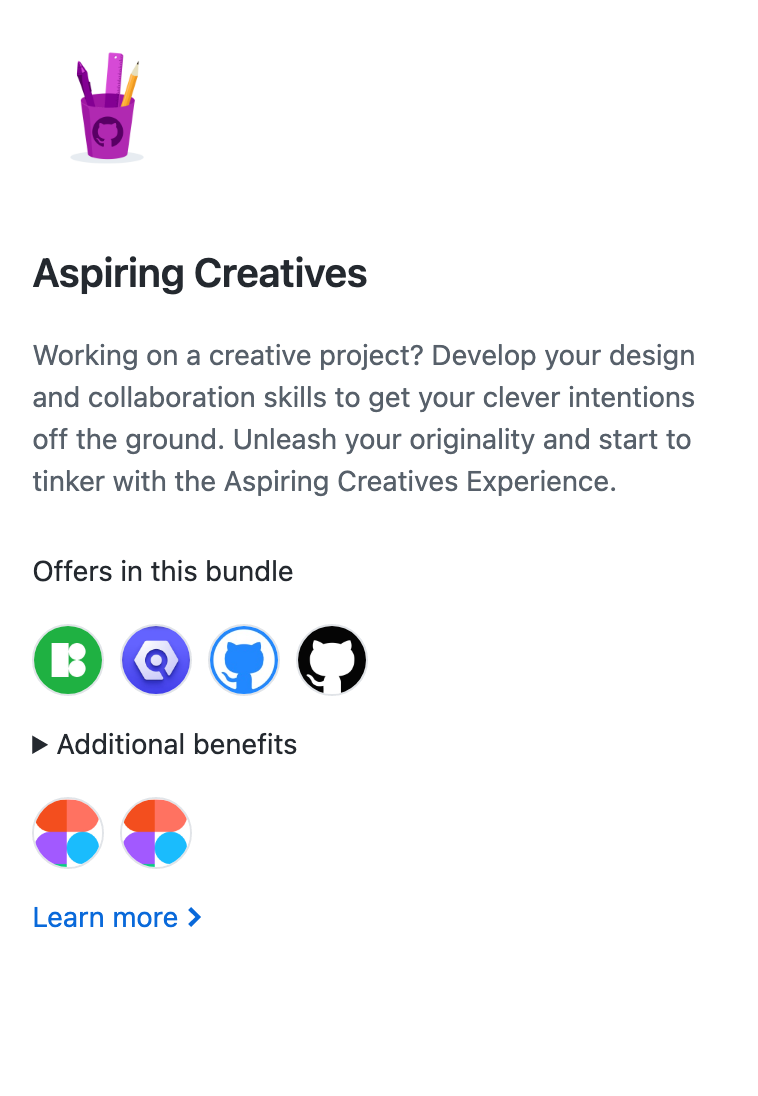 Aspiring Creatives
Working on a creative project? Develop your design
and collaboration skills to get your clever intentions
off the ground. Unleash your originality and start to
tinker with the Aspiring Creatives Experience.
Offers in this bundle
Additional benefits
Learn more